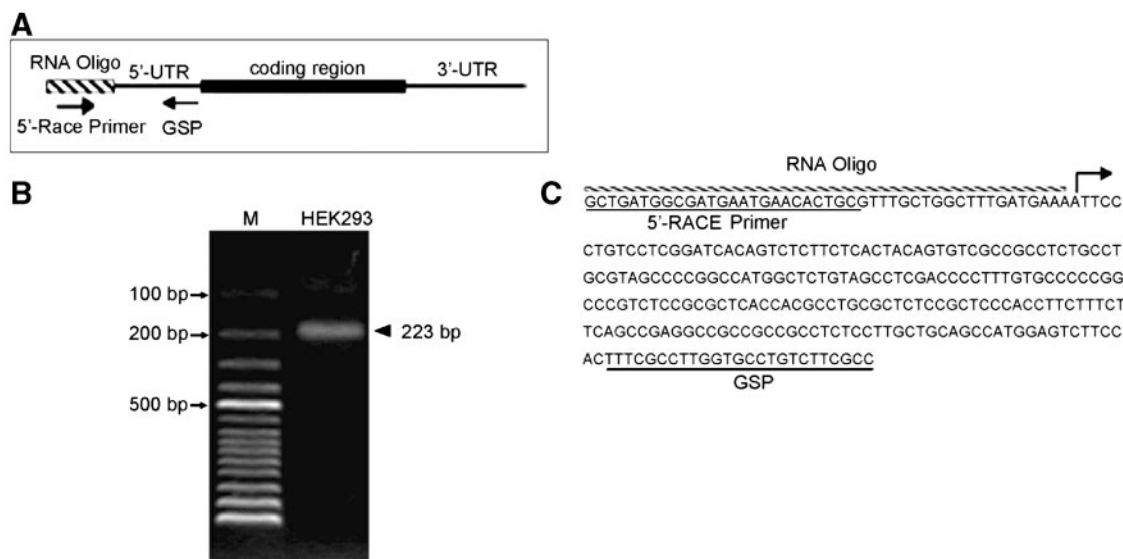 A
RNA Oligo
5'-UTR
coding region
3'-UTR
5'-Race Primer
GSP
B
M
HEK293
100 bp
200 bp
223 bp
500 bp
C
RNA Oligo
GCTGATGGCGATGAATGAACACTGCGTTTGCTGGCTTTGATGAAAATTCC
5'-RACE Primer
CTGTCCTCGGATCACAGTCTCTTCTCACTACAGTGTCGCCGCCTCTGCCT
GCGTAGCCCCGGCCATGGCTCTGTAGCCTCGACCCCTTTGTGCCCCCGG
CCCGTCTCCGCGCTCACCACGCCTGCGCTCTCCGCTCCCACCTTCTTTCT
TCAGCCGAGGCCGCCGCCGCCTCTCCTTGCTGCAGCCATGGAGTCTTCC
ACTTTCGCCTTGGTGCCTGTCTTCGCC
GSP